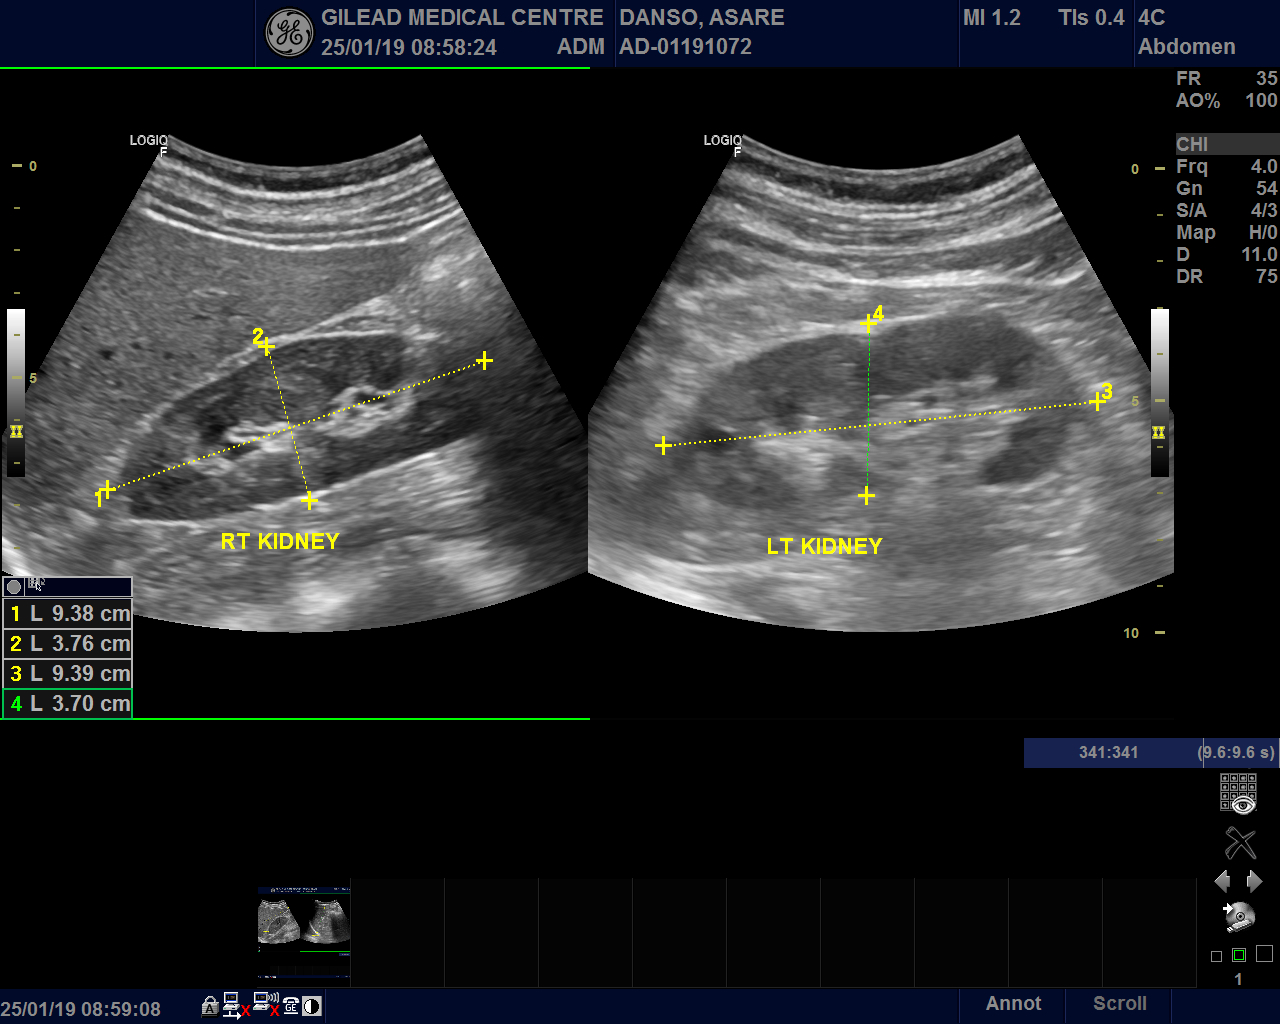 GILEAD MEDICAL CENTRE
25/01/19 08:58:24 ADM
DANSO, ASARE
AD-01191072
MI 1.2 TIs 0.4
4C
Abdomen
FR 35
AO% 100
CHI
Frq 4.0
Gn 54
S/A 4/3
Map H/0
D 11.0
DR 75
LOGIQ
F
LOGIQ
F
0
5
0
5
10
2
1
4
3
RT KIDNEY
LT KIDNEY
1 L 9.38 cm
2 L 3.76 cm
3 L 9.39 cm
4 L 3.70 cm
341:341 (9.6:9.6 s)
1
25/01/19 08:59:08
A
GE
Annot
Scroll